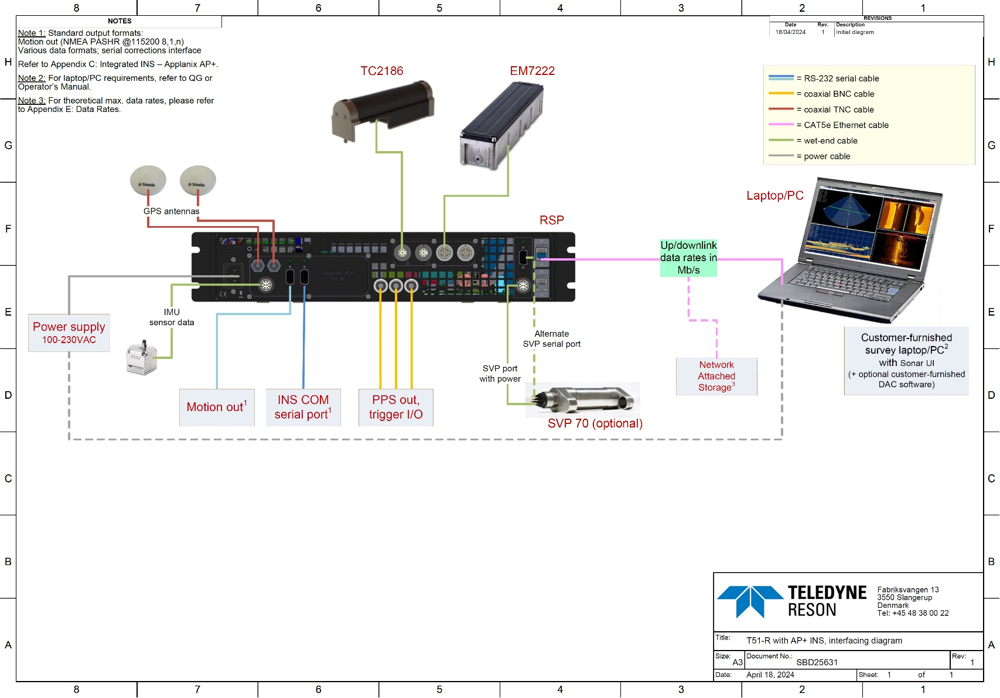 8 7 6 5 4 3 2 1
NOTES
Note 1: Standard output formats:
Motion out (NMEA PASHR @115200 8,1,n)
Various data formats; serial corrections interface
Refer to Appendix C: Integrated INS – Applanix AP+.
Note 2: For laptop/PC requirements, refer to QG or
Operator's Manual.
Note 3: For theoretical max. data rates, please refer
to Appendix E: Data Rates.
REVISIONS
Date Rev. Description
18/04/2024 1 Initial diagram
H H
G G
F F
E E
D D
C C
B B
A A
TC2186
EM7222
= RS-232 serial cable
= coaxial BNC cable
= coaxial TNC cable
= CAT5e Ethernet cable
= wet-end cable
= power cable
Trimble
Trimble
GPS antennas
RSP
Laptop/PC
Up/downlink
data rates in
Mb/s
Applanix AP+
IMU
sensor data
Power supply
100-230VAC
Alternate
SVP serial port
SVP port
with power
Motion out1
INS COM
serial port1
PPS out,
trigger I/O
SVP 70 (optional)
Network
Attached
Storage3
Customer-furnished
survey laptop/PC2
with Sonar UI
(+ optional customer-furnished
DAC software)
TELEDYNE
RESON
Fabriksvangen 13
3550 Slangerup
Denmark
Tel: +45 48 38 00 22
Title: T51-R with AP+ INS, interfacing diagram
Size: A3 Document No.: SBD25631 Rev: 1
Date: April 18, 2024 Sheet: 1 of 1
8 7 6 5 4 3 2 1